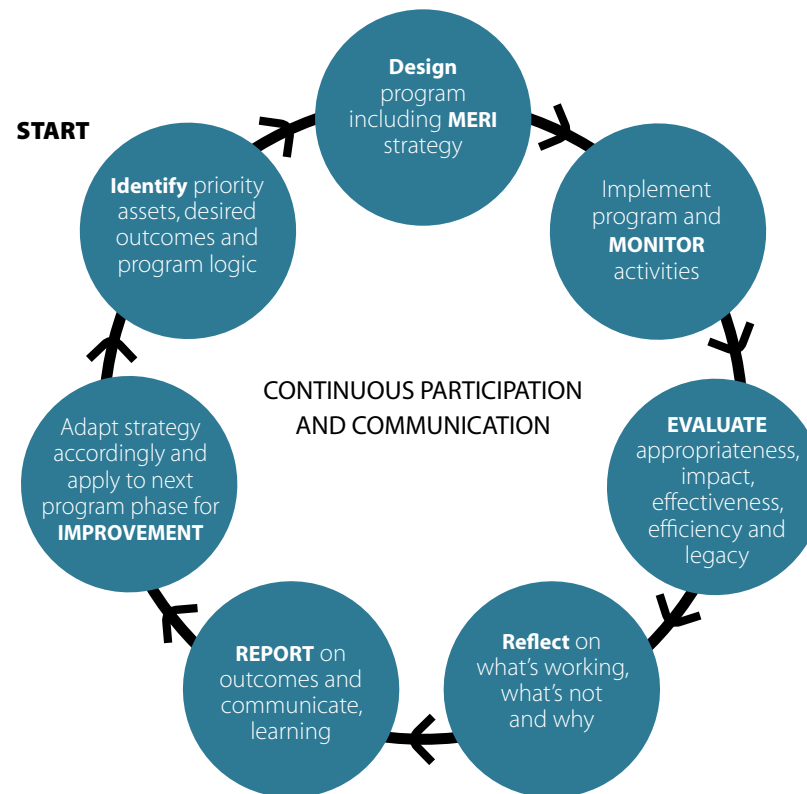 START
Identify priority
assets, desired
outcomes and
program logic
Design
program
including MERI
strategy
Implement
program and
MONITOR
activities
EVALUATE
appropriateness,
impact,
effectiveness,
efficiency and
legacy
Reflect on
what's working,
what's not
and why
REPORT on
outcomes and
communicate,
learning
Adapt strategy
accordingly and
apply to next
program phase for
IMPROVEMENT
CONTINUOUS PARTICIPATION
AND COMMUNICATION